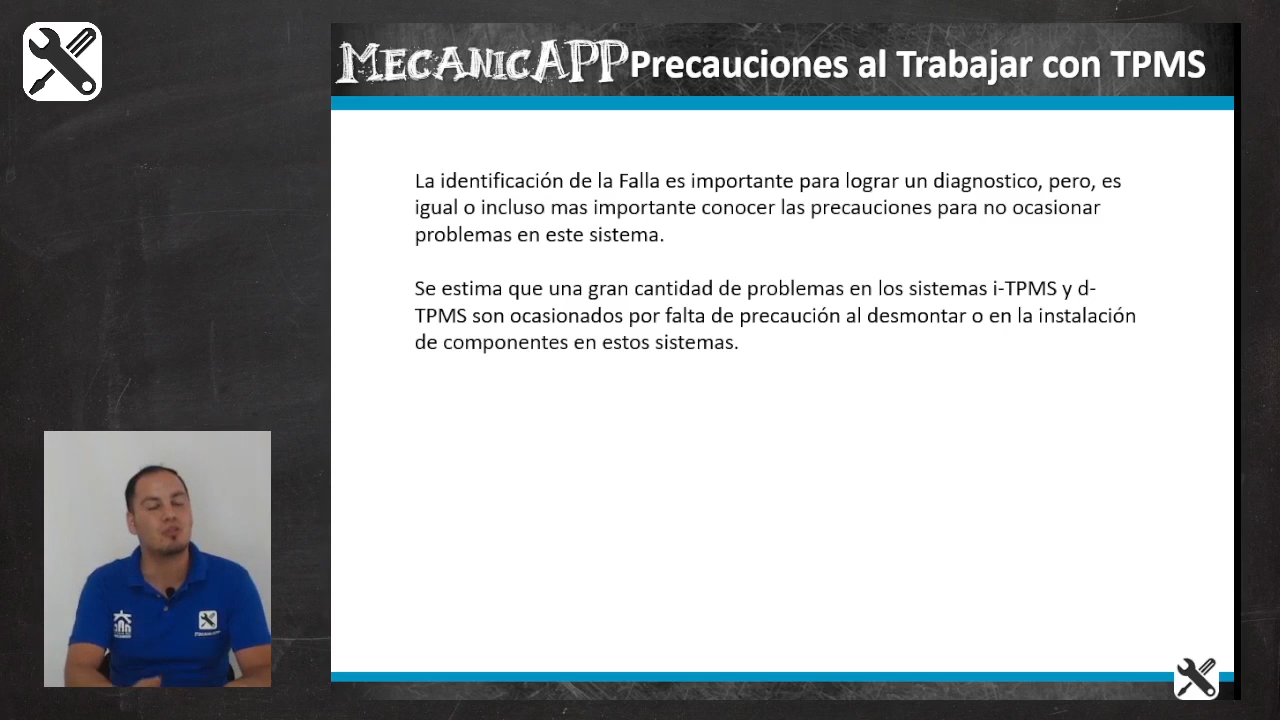 MECANICAPP Precauciones al Trabajar con TPMS
La identificación de la Falla es importante para lograr un diagnostico, pero, es
igual o incluso mas importante conocer las precauciones para no ocasionar
problemas en este sistema.
Se estima que una gran cantidad de problemas en los sistemas i-TPMS y d-
TPMS son ocasionados por falta de precaución al desmontar o en la instalación
de componentes en estos sistemas.